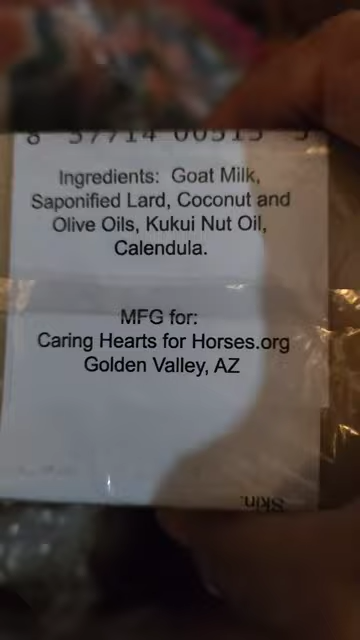 8 37714 00515 5
Ingredients: Goat Milk,
Saponified Lard, Coconut and
Olive Oils, Kukui Nut Oil,
Calendula.
MFG for:
Caring Hearts for Horses.org
Golden Valley, AZ
Skin.